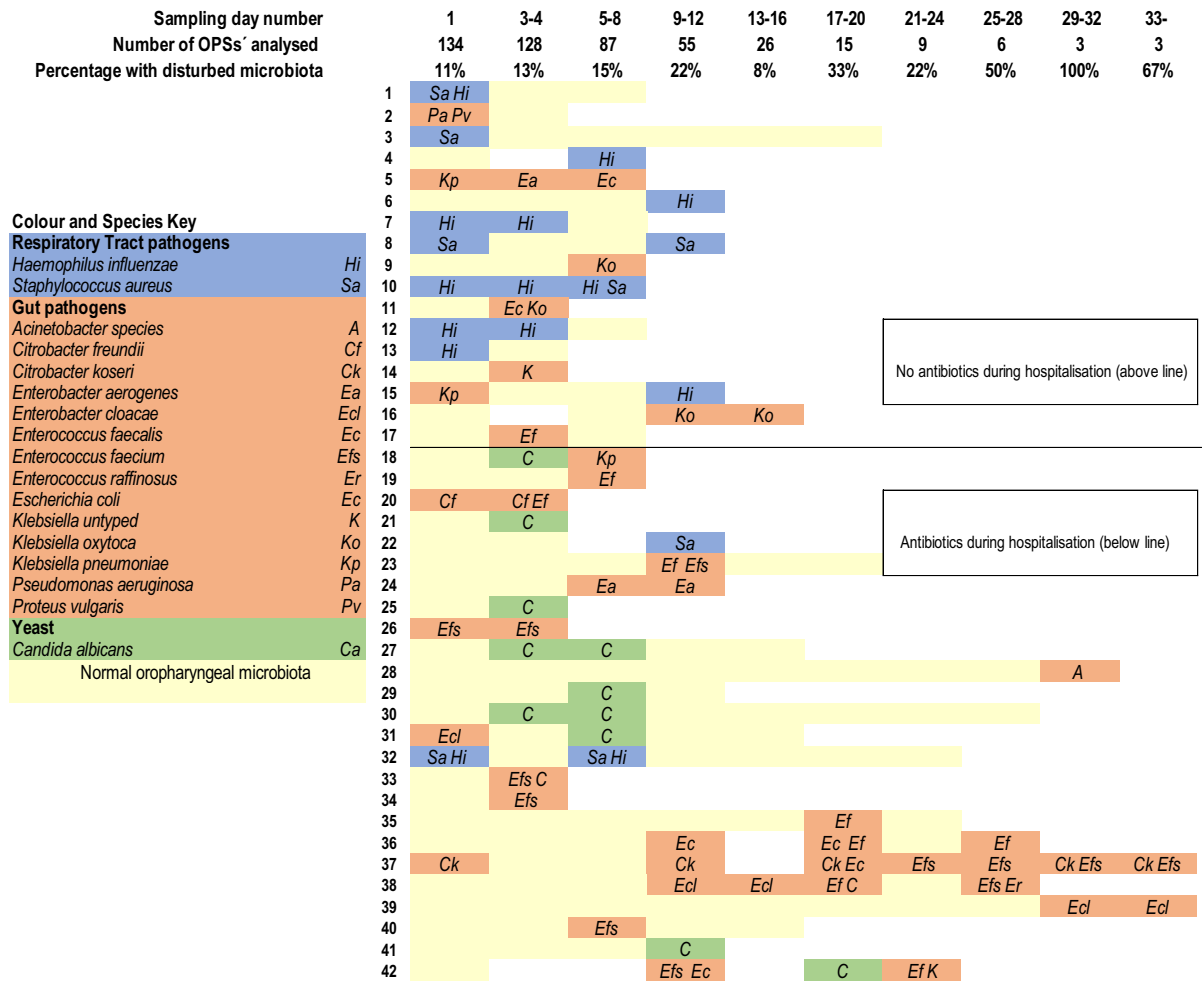 Sampling day number 1 3-4 5-8 9-12 13-16 17-20 21-24 25-28 29-32 33-
Number of OPSs´ analysed 134 128 87 55 26 15 9 6 3 3
Percentage with disturbed microbiota 11% 13% 15% 22% 8% 33% 22% 50% 100% 67%
1 Sa Hi
2 Pa Pv
3 Sa
4 Hi
5 Kp Ea Ec
6 Hi
Colour and Species Key 7 Hi Hi
Respiratory Tract pathogens 8 Sa Sa
Haemophilus influenzae Hi 9 Ko
Staphylococcus aureus Sa 10 Hi Hi Hi Sa
Gut pathogens 11 Ec Ko
Acinetobacter species A 12 Hi Hi
Citrobacter freundii Cf 13 Hi
Citrobacter koseri Ck 14 K No antibiotics during hospitalisation (above line)
Enterobacter aerogenes Ea 15 Kp Hi
Enterobacter cloacae Ecl 16 Ko Ko
Enterococcus faecalis Ec 17 Ef
Enterococcus faecium Efs 18 C Kp
Enterococcus raffinosus Er 19 Ef
Escherichia coli Ec 20 Cf Cf Ef
Klebsiella untyped K 21 C
Klebsiella oxytoca Ko 22 Sa Antibiotics during hospitalisation (below line)
Klebsiella pneumoniae Kp 23 Ef Efs
Pseudomonas aeruginosa Pa 24 Ea Ea
Proteus vulgaris Pv 25 C
Yeast 26 Efs Efs
Candida albicans Ca 27 C C
Normal oropharyngeal microbiota 28 A
29 C
30 C C
31 Ecl C
32 Sa Hi Sa Hi
33 Efs C
34 Efs
35 Ef
36 Ec Ec Ef Ef
37 Ck Ck Ck Ec Efs Efs Ck Efs Ck Efs
38 Ecl Ecl Ef C Efs Er
39 Ecl Ecl
40 Efs
41 C
42 Efs Ec C Ef K